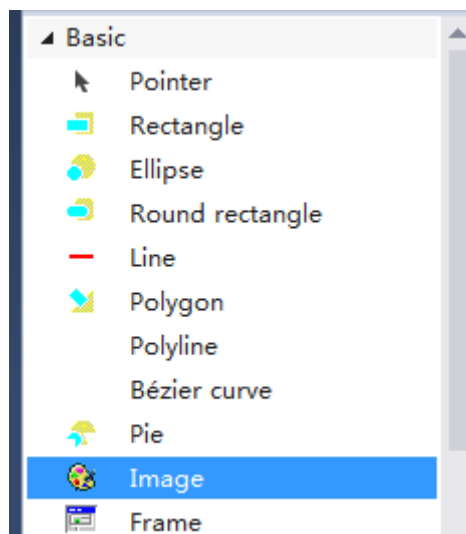 Basic
Pointer
Rectangle
Ellipse
Round rectangle
Line
Polygon
Polyline
Bézier curve
Pie
Image
Frame